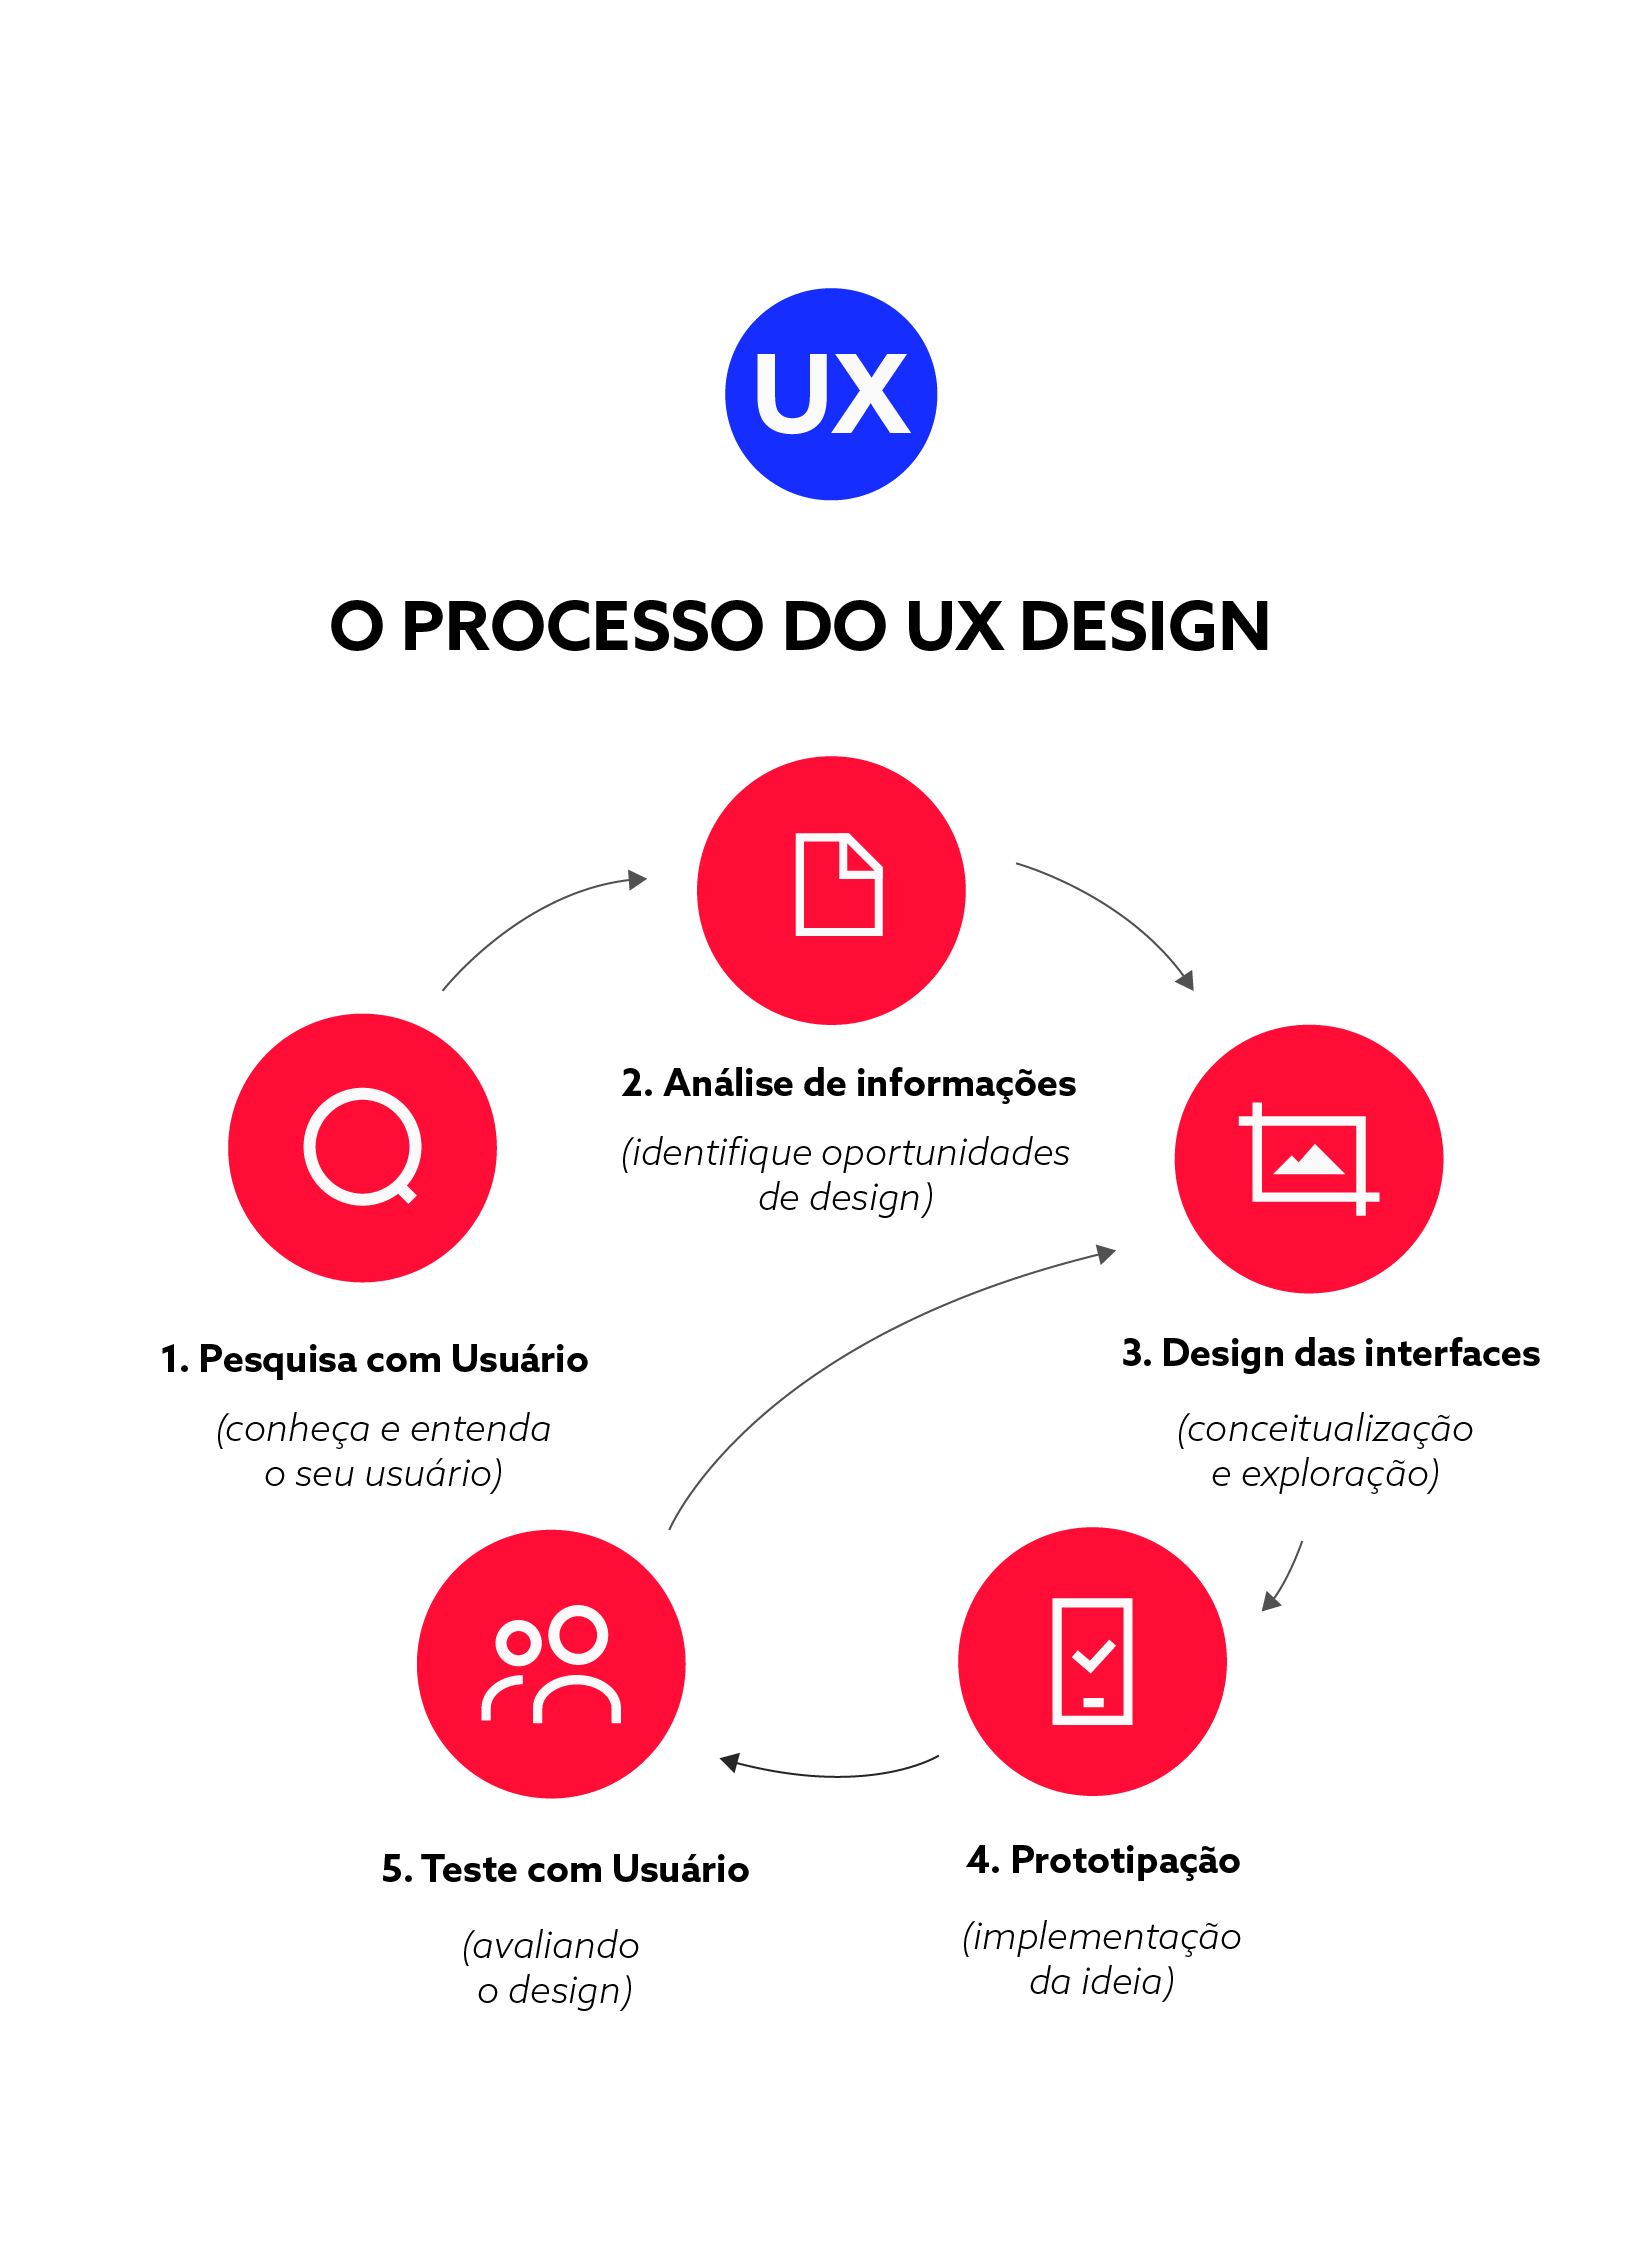 UX
O PROCESSO DO UX DESIGN
1. Pesquisa com Usuário
(conheça e entenda
o seu usuário)
2. Análise de informações
(identifique oportunidades
de design)
3. Design das interfaces
(conceitualização
e exploração)
4. Prototipação
(implementação
da ideia)
5. Teste com Usuário
(avaliando
o design)